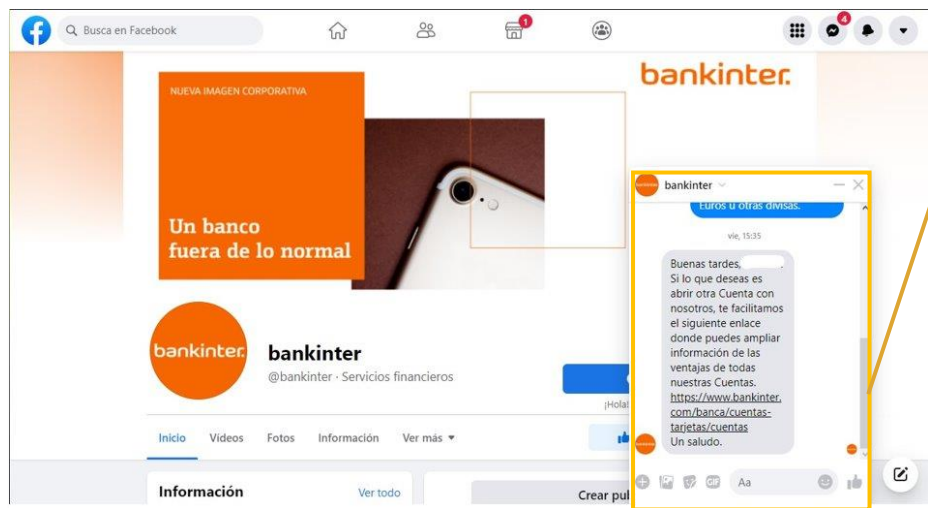 Busca en Facebook
1
4
bankinter.
NUEVA IMAGEN CORPORATIVA
Un banco
fuera de lo normal
bankinter
Euros u otras divisas.
vie, 15:35
Buenas tardes,
Si lo que deseas es
abrir otra Cuenta con
nosotros, te facilitamos
el siguiente enlace
donde puedes ampliar
información de las
ventajas de todas
nuestras Cuentas.
https://www.bankinter.
com/banca/cuentas-
tarjetas/cuentas
Un saludo.
GIF
Aa
bankinter.
bankinter
@bankinter · Servicios financieros
¡Hola!
Inicio
Vídeos
Fotos
Información
Ver más
Información
Ver todo
Crear